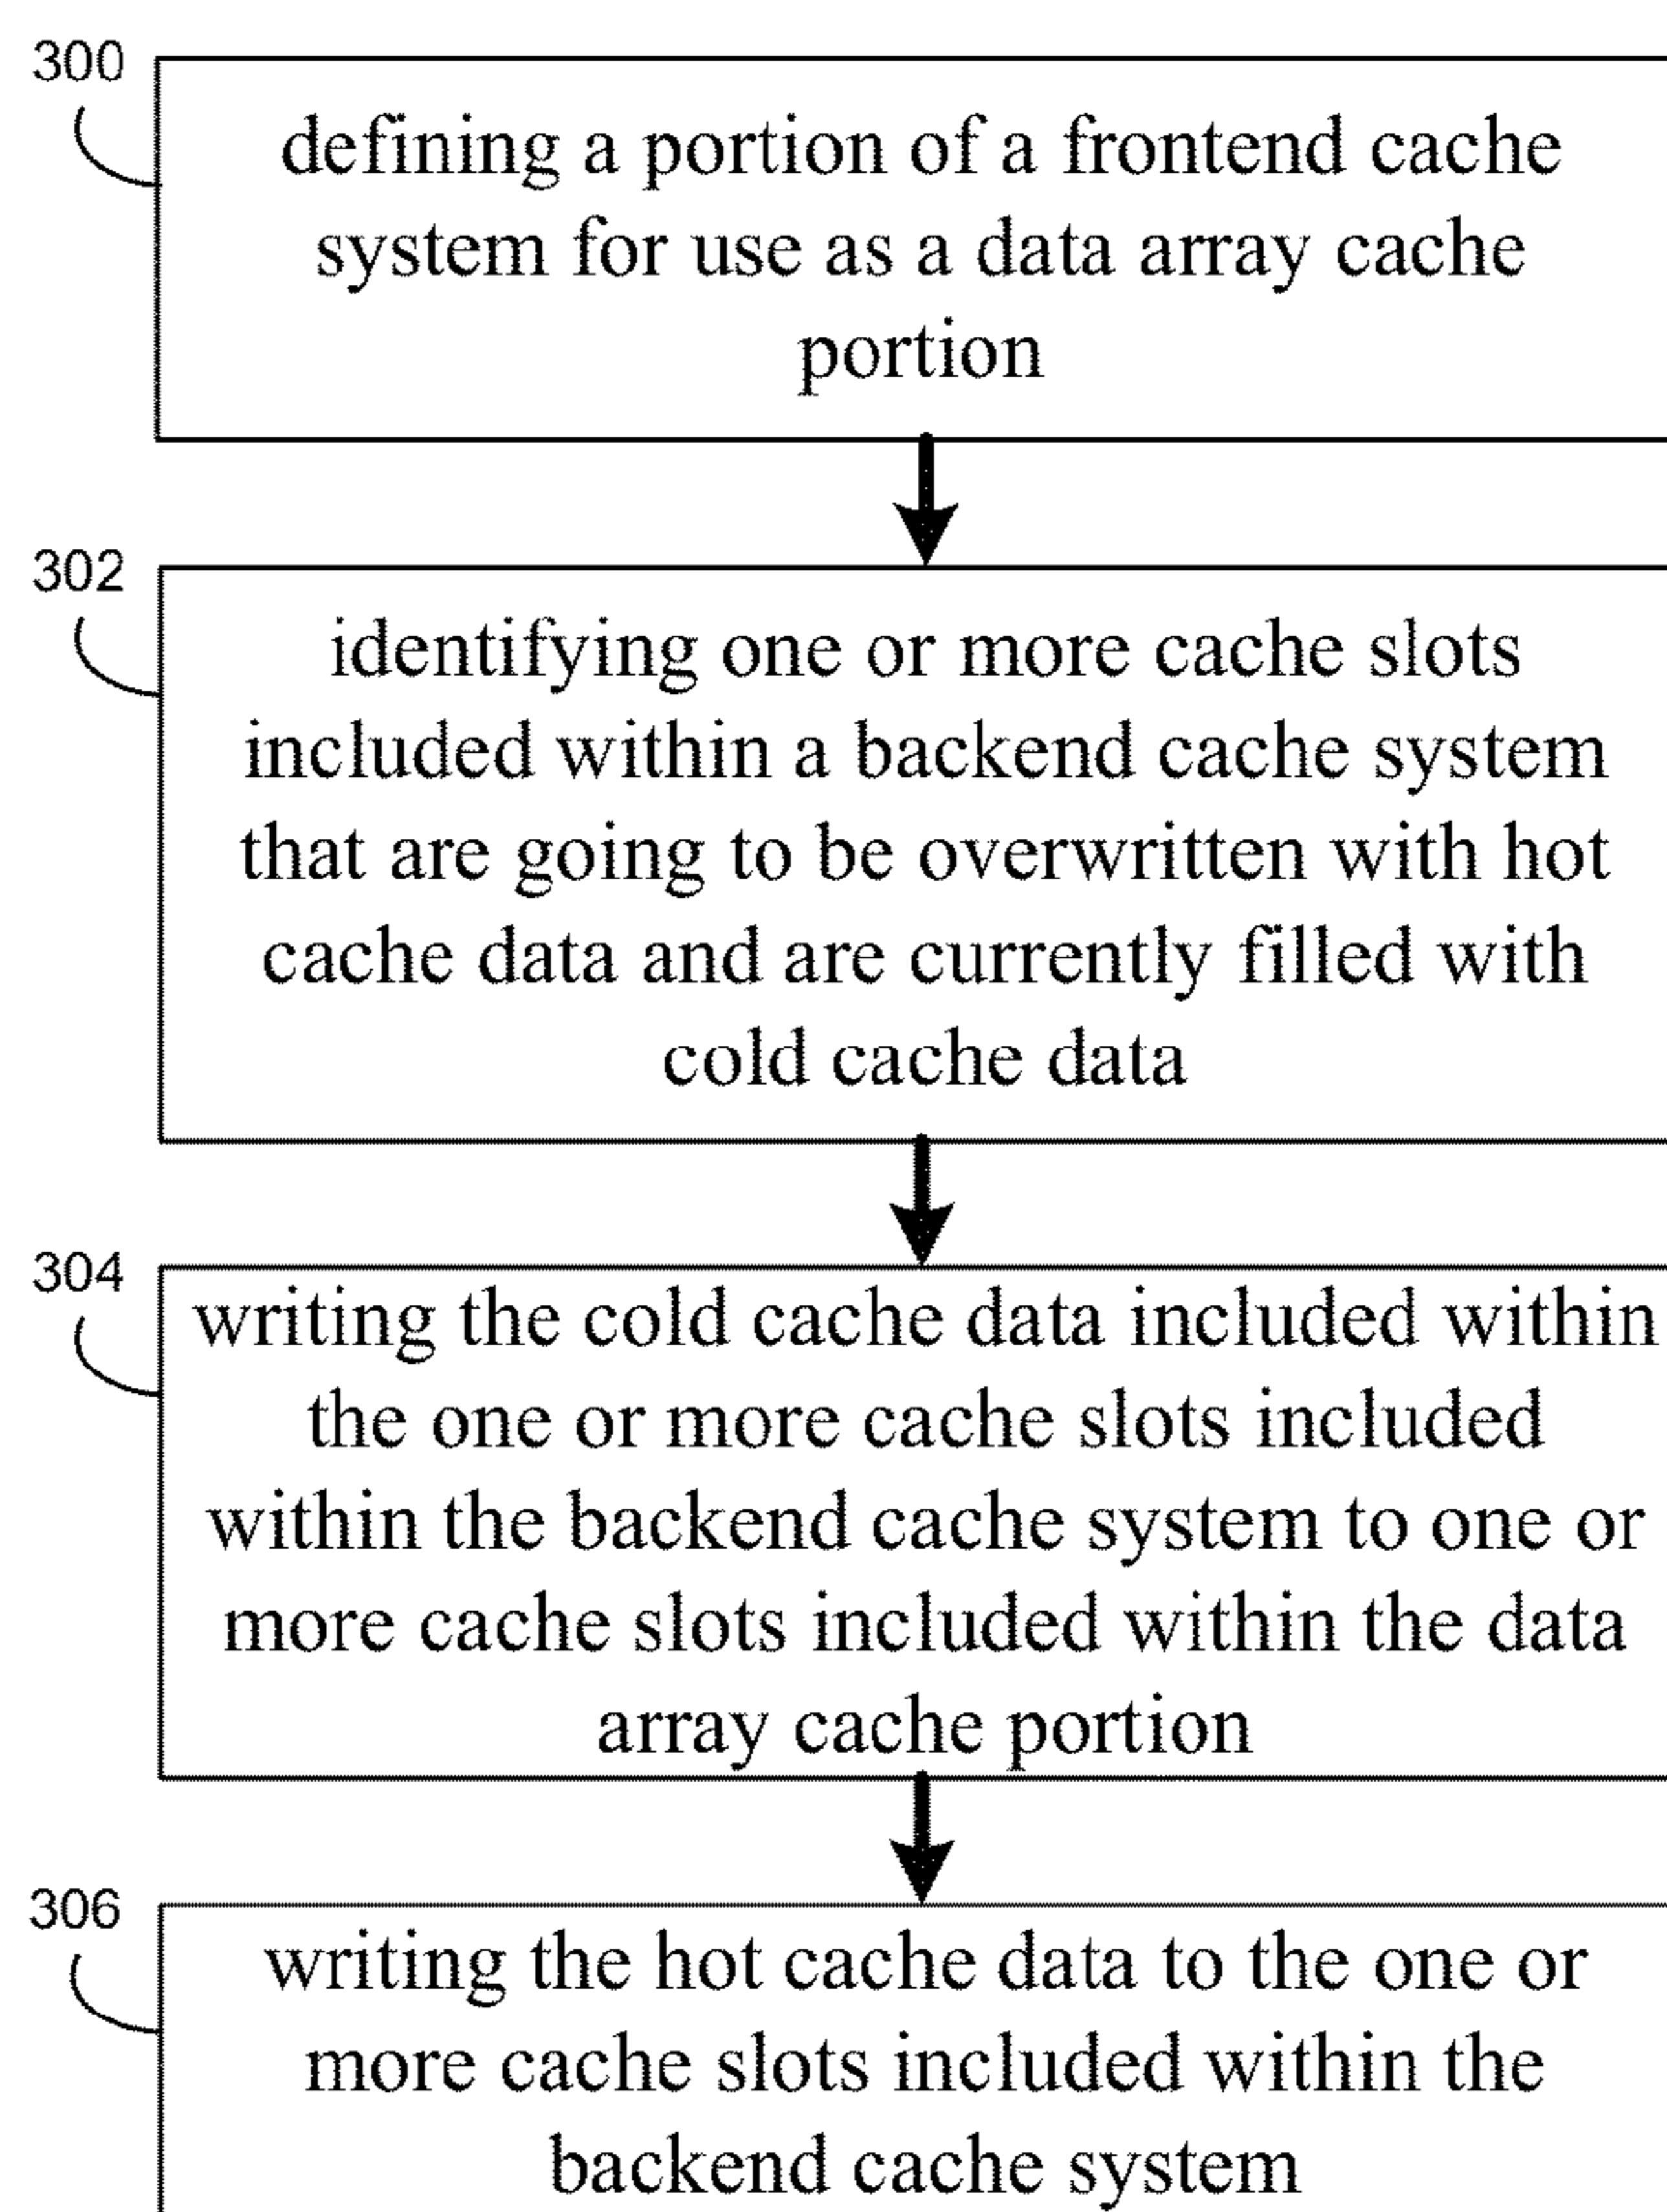 300
defining a portion of a frontend cache
system for use as a data array cache
portion
302
identifying one or more cache slots
included within a backend cache system
that are going to be overwritten with hot
cache data and are currently filled with
cold cache data
304
writing the cold cache data included within
the one or more cache slots included
within the backend cache system to one or
more cache slots included within the data
array cache portion
306
writing the hot cache data to the one or
more cache slots included within the
backend cache system